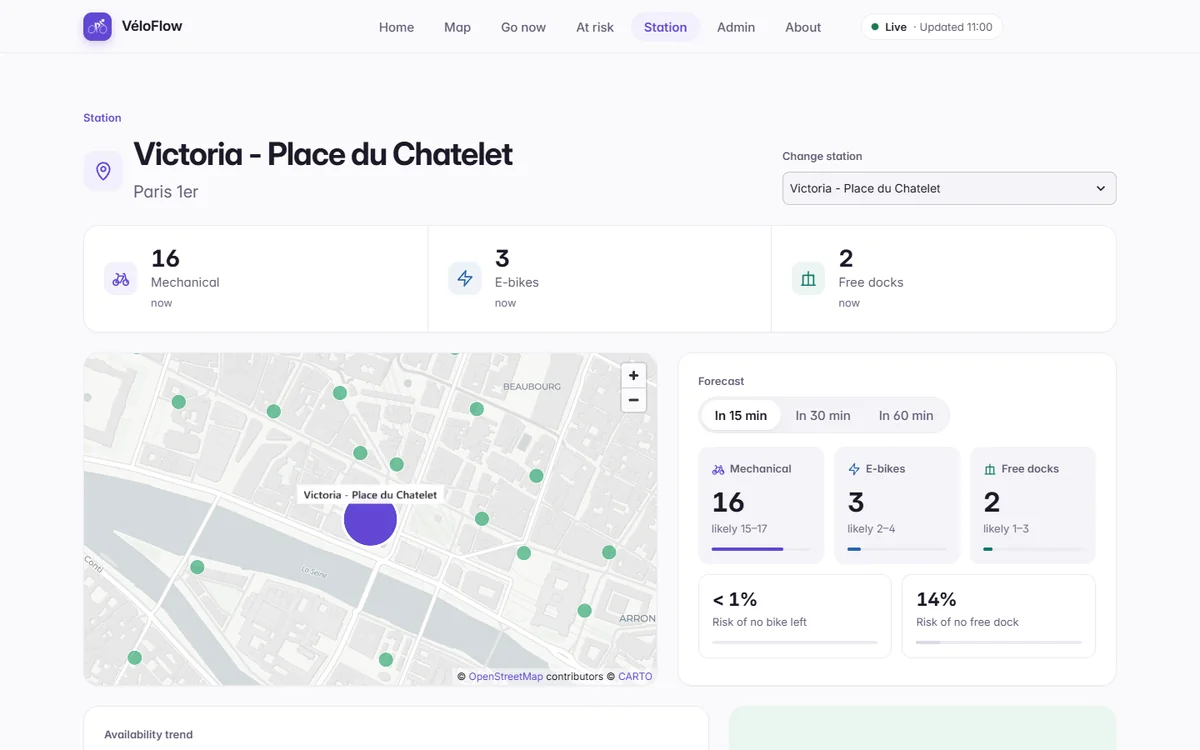 VéloFlow
Home Map Go now At risk Station Admin About
Live · Updated 11:00
Station
Victoria - Place du Chatelet
Paris 1er
Change station
Victoria - Place du Chatelet
16
Mechanical
now
3
E-bikes
now
2
Free docks
now
BEAUBOURG
+
−
Victoria - Place du Chatelet
Conti
La Seine
ARRON
© OpenStreetMap contributors © CARTO
Forecast
In 15 min In 30 min In 60 min
Mechanical
16
likely 15–17
E-bikes
3
likely 2–4
Free docks
2
likely 1–3
< 1%
Risk of no bike left
14%
Risk of no free dock
Availability trend